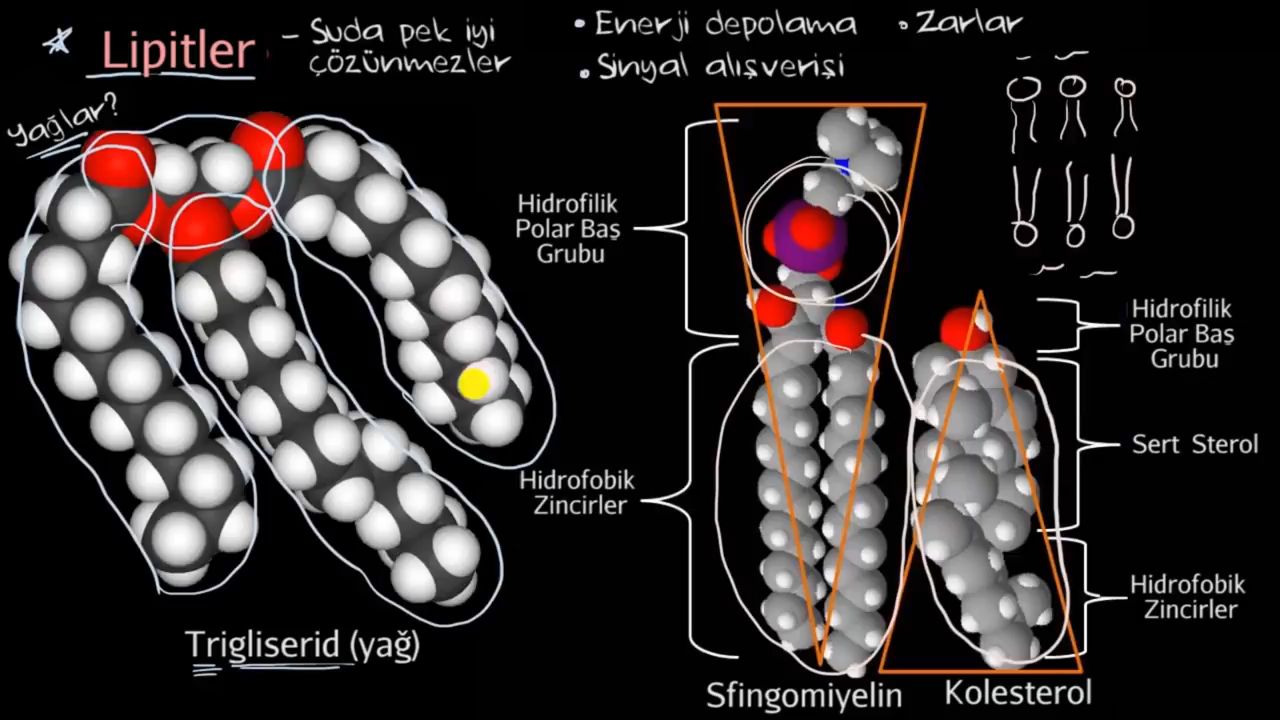 * Lipitler
- Suda pek iyi
çözünmezler
• Enerji depolama
• Zarlar
• Sinyal alışverişi
yağlar?
Hidrofilik
Polar Baş
Grubu
Hidrofobik
Zincirler
Hidrofilik
Polar Baş
Grubu
Sert Sterol
Hidrofobik
Zincirler
Trigliserid (yağ)
Sfingomiyelin
Kolesterol